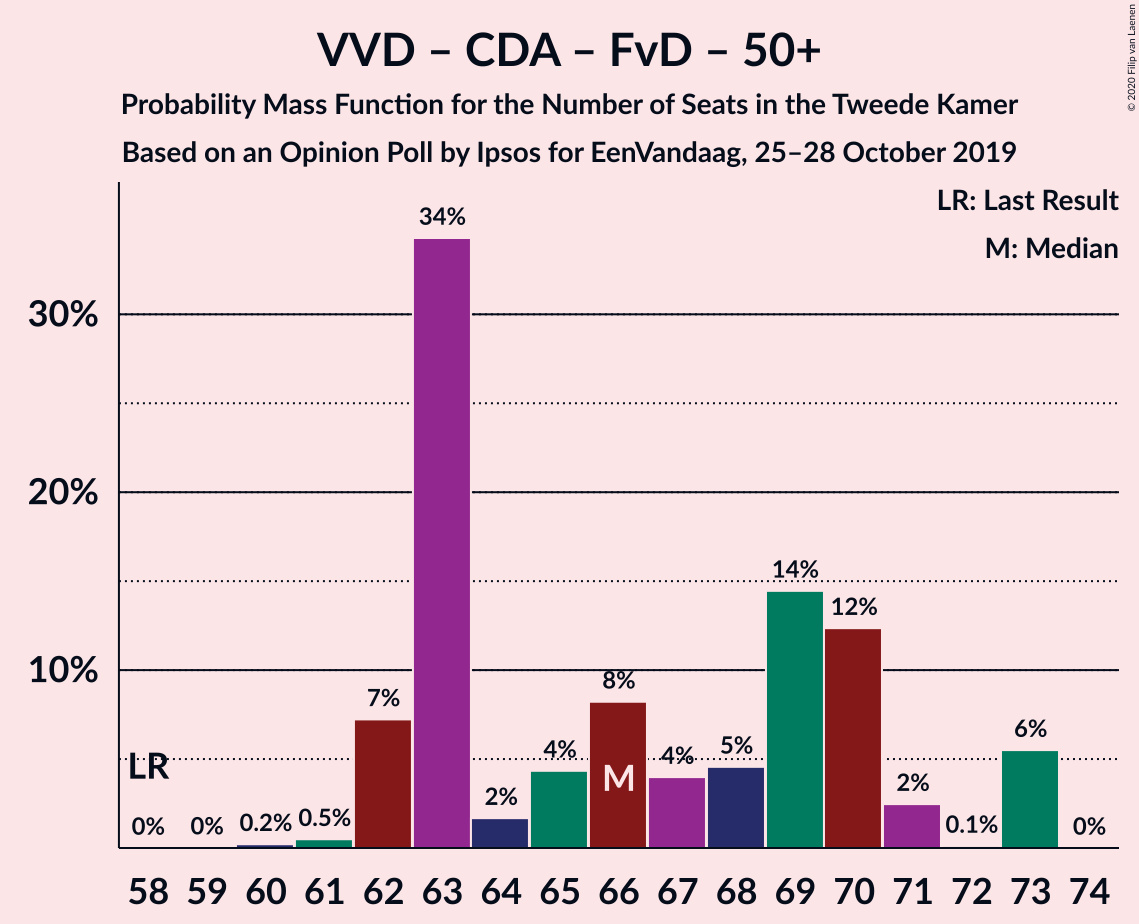 VVD – CDA – FvD – 50+
Probability Mass Function for the Number of Seats in the Tweede Kamer
Based on an Opinion Poll by Ipsos for EenVandaag, 25–28 October 2019
© 2020 Filip van Laenen
LR: Last Result
M: Median
34%
30%
20%
14%
12%
10%
8%
7%
6%
5%
4%
4%
LR
M
2%
2%
0%
0%
0.2%
0.5%
0.1%
0%
58 59 60 61 62 63 64 65 66 67 68 69 70 71 72 73 74